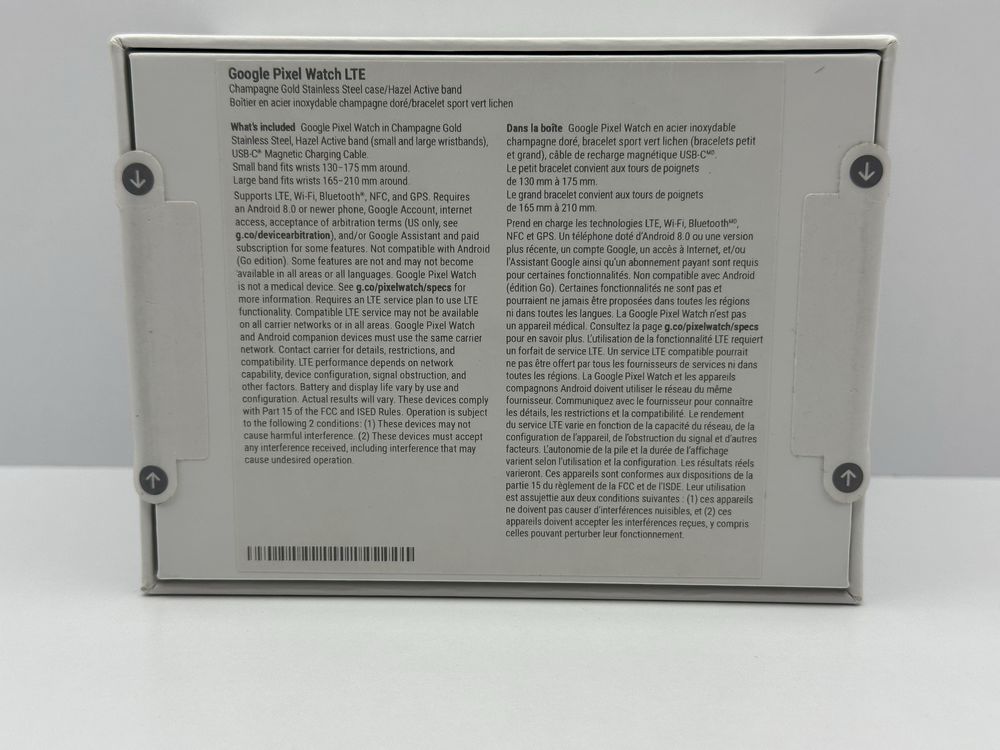 Google Pixel Watch LTE
Champagne Gold Stainless Steel case/Hazel Active band
Boîtier en acier inoxydable champagne doré/bracelet sport vert lichen
What's included Google Pixel Watch in Champagne Gold
Stainless Steel, Hazel Active band (small and large wristbands),
USB-C® Magnetic Charging Cable.
Small band fits wrists 130–175 mm around.
Large band fits wrists 165–210 mm around.
Supports LTE, Wi-Fi, Bluetooth®, NFC, and GPS. Requires
an Android 8.0 or newer phone, Google Account, internet
access, acceptance of arbitration terms (US only, see
g.co/devicearbitration), and/or Google Assistant and paid
subscription for some features. Not compatible with Android
(Go edition). Some features are not and may not become
available in all areas or all languages. Google Pixel Watch
is not a medical device. See g.co/pixelwatch/specs for
more information. Requires an LTE service plan to use LTE
functionality. Compatible LTE service may not be available
on all carrier networks or in all areas. Google Pixel Watch
and Android companion devices must use the same carrier
network. Contact carrier for details, restrictions, and
compatibility. LTE performance depends on network
capability, device configuration, signal obstruction, and
other factors. Battery and display life vary by use and
configuration. Actual results will vary. These devices comply
with Part 15 of the FCC and ISED Rules. Operation is subject
to the following 2 conditions: (1) These devices may not
cause harmful interference. (2) These devices must accept
any interference received, including interference that may
cause undesired operation.
Dans la boîte Google Pixel Watch en acier inoxydable
champagne doré, bracelet sport vert lichen (bracelets petit
et grand), câble de recharge magnétique USB-Cᴹᴰ.
Le petit bracelet convient aux tours de poignets
de 130 mm à 175 mm.
Le grand bracelet convient aux tours de poignets
de 165 mm à 210 mm.
Prend en charge les technologies LTE, Wi-Fi, Bluetoothᴹᴰ,
NFC et GPS. Un téléphone doté d'Android 8.0 ou une version
plus récente, un compte Google, un accès à Internet, et/ou
l'Assistant Google ainsi qu'un abonnement payant sont requis
pour certaines fonctionnalités. Non compatible avec Android
(édition Go). Certaines fonctionnalités ne sont pas et
pourraient ne jamais être proposées dans toutes les régions
ni dans toutes les langues. La Google Pixel Watch n'est pas
un appareil médical. Consultez la page g.co/pixelwatch/specs
pour en savoir plus. L'utilisation de la fonctionnalité LTE requiert
un forfait de service LTE. Un service LTE compatible pourrait
ne pas être offert par tous les fournisseurs de services ni dans
toutes les régions. La Google Pixel Watch et les appareils
compagnons Android doivent utiliser le réseau du même
fournisseur. Communiquez avec le fournisseur pour connaître
les détails, les restrictions et la compatibilité. Le rendement
du service LTE varie en fonction de la capacité du réseau, de la
configuration de l'appareil, de l'obstruction du signal et d'autres
facteurs. L'autonomie de la pile et la durée de l'affichage
varient selon l'utilisation et la configuration. Les résultats réels
varieront. Ces appareils sont conformes aux dispositions de la
partie 15 du règlement de la FCC et de l'ISDE. Leur utilisation
est assujettie aux deux conditions suivantes : (1) ces appareils
ne doivent pas causer d'interférences nuisibles, et (2) ces
appareils doivent accepter les interférences reçues, y compris
celles pouvant perturber leur fonctionnement.